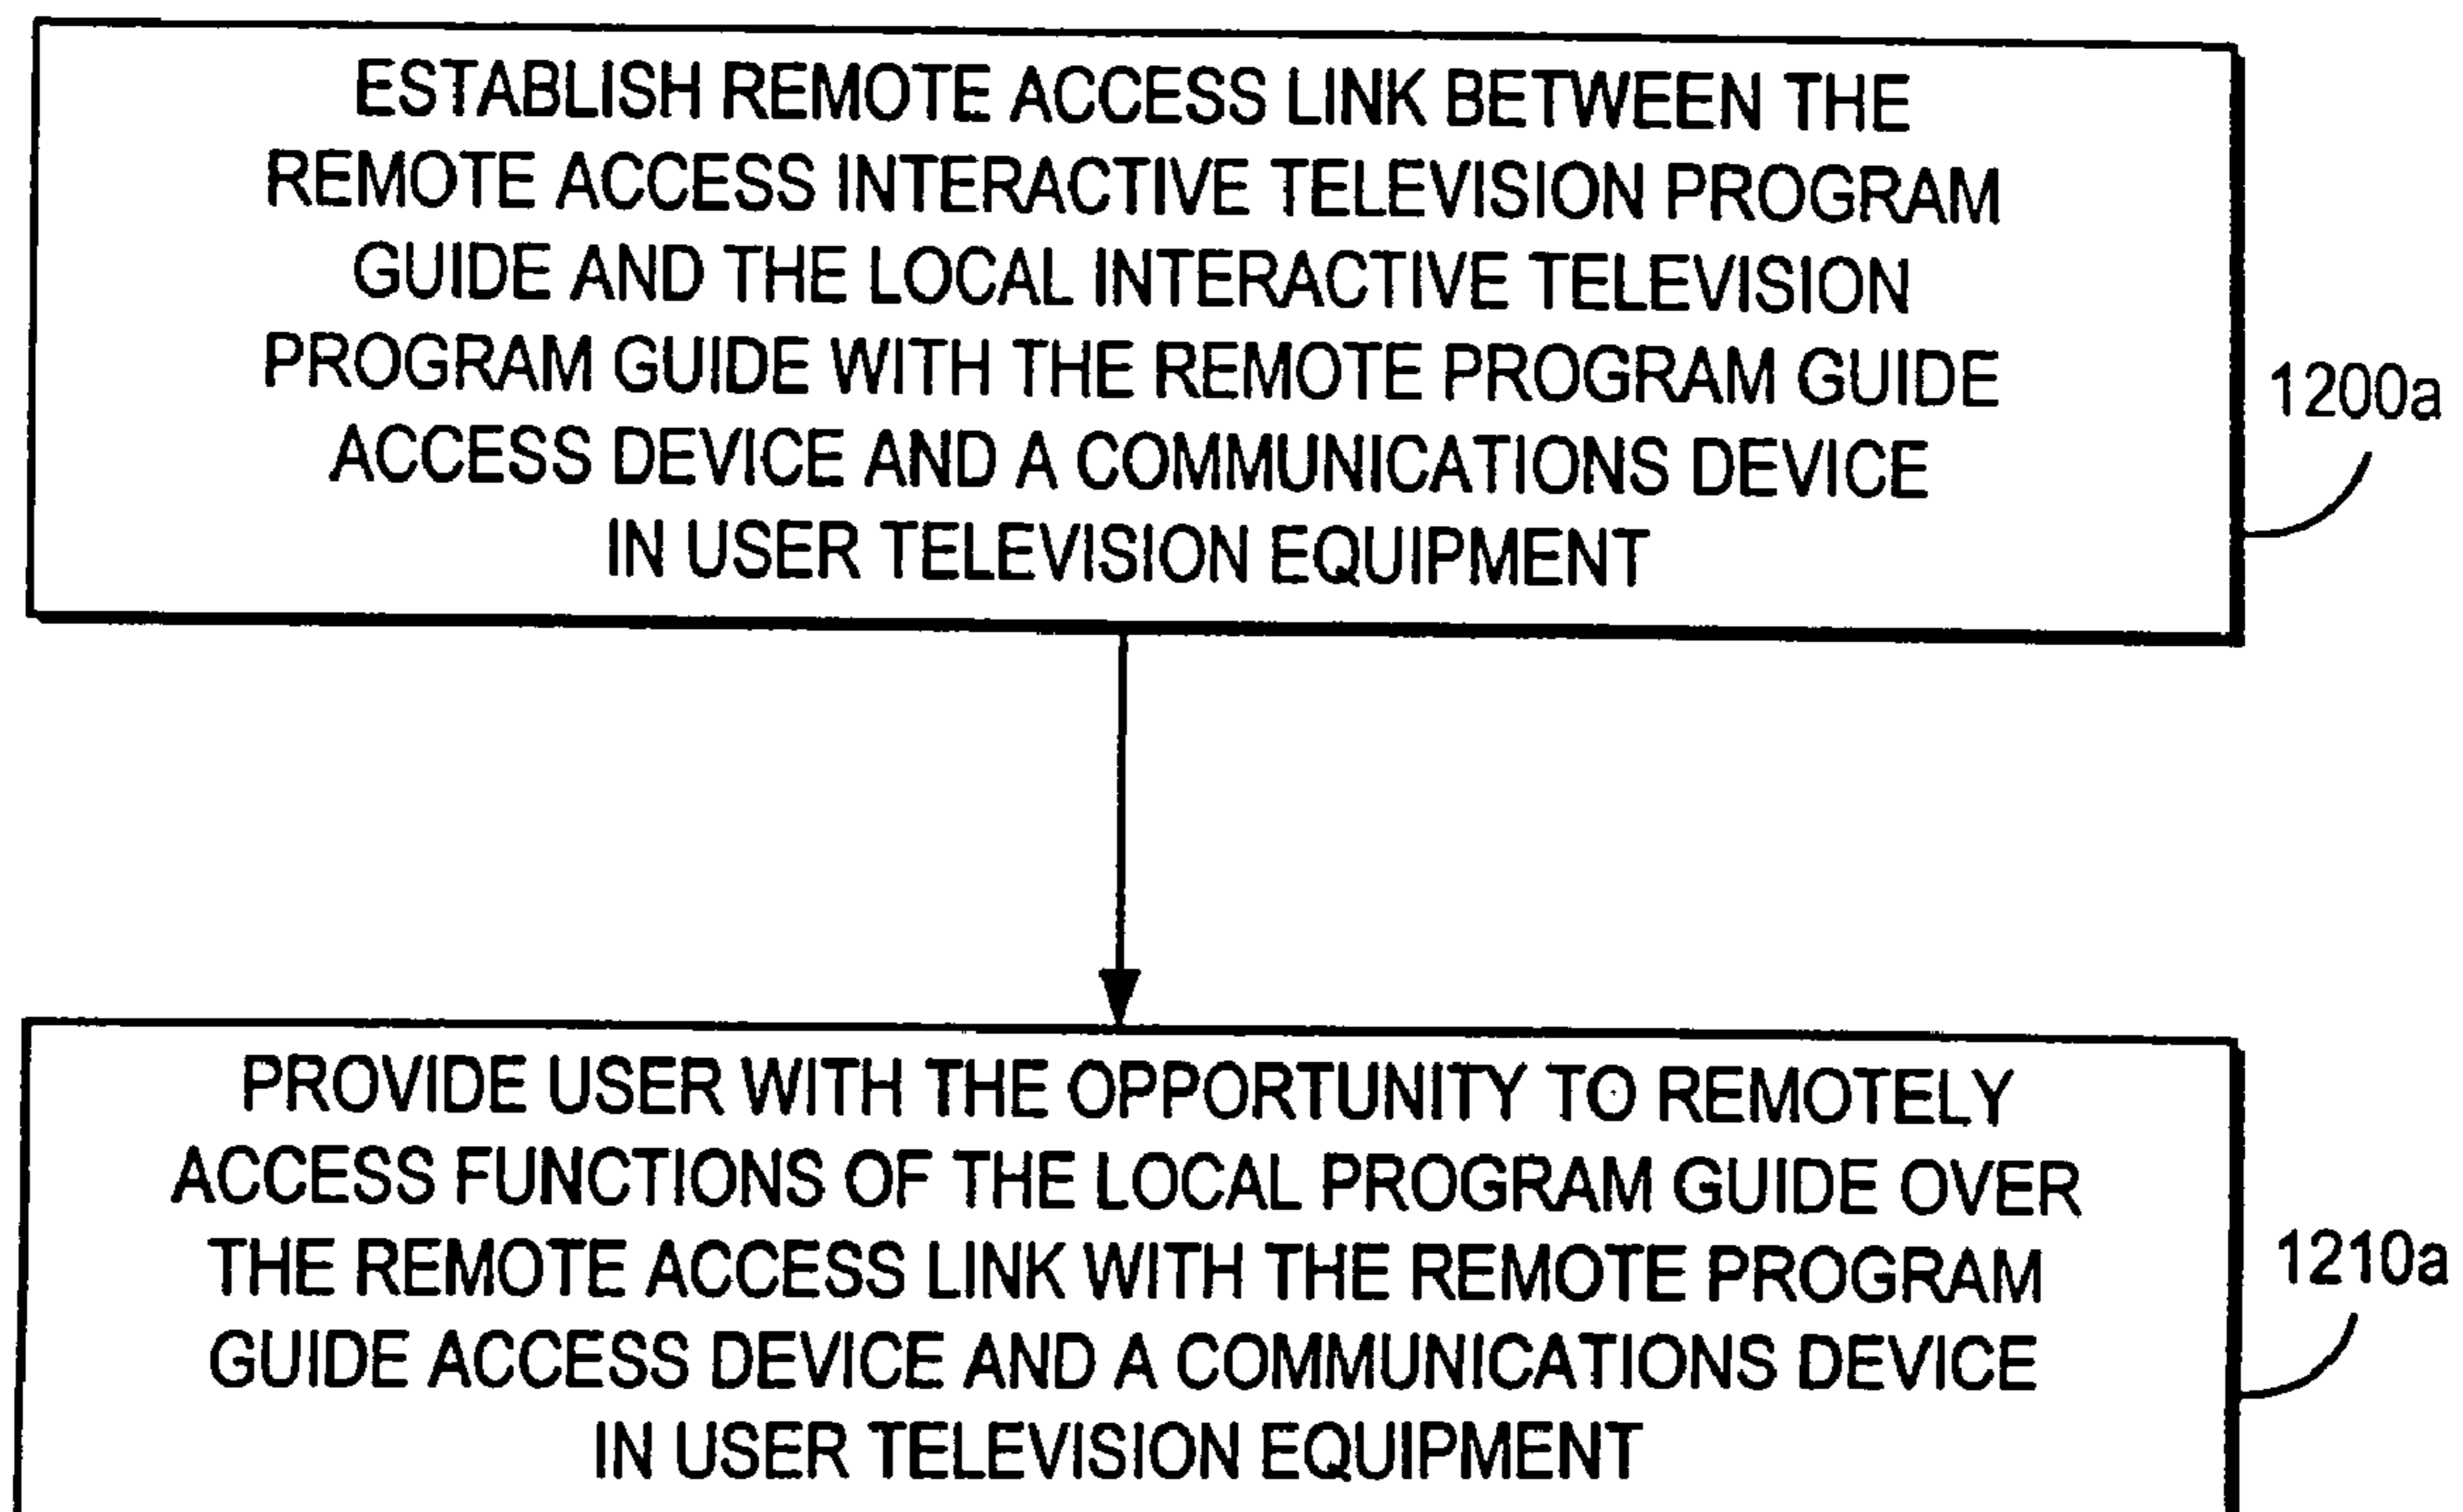 ESTABLISH REMOTE ACCESS LINK BETWEEN THE
REMOTE ACCESS INTERACTIVE TELEVISION PROGRAM
GUIDE AND THE LOCAL INTERACTIVE TELEVISION
PROGRAM GUIDE WITH THE REMOTE PROGRAM GUIDE
ACCESS DEVICE AND A COMMUNICATIONS DEVICE
IN USER TELEVISION EQUIPMENT
1200a
PROVIDE USER WITH THE OPPORTUNITY TO REMOTELY
ACCESS FUNCTIONS OF THE LOCAL PROGRAM GUIDE OVER
THE REMOTE ACCESS LINK WITH THE REMOTE PROGRAM
GUIDE ACCESS DEVICE AND A COMMUNICATIONS DEVICE
IN USER TELEVISION EQUIPMENT
1210a